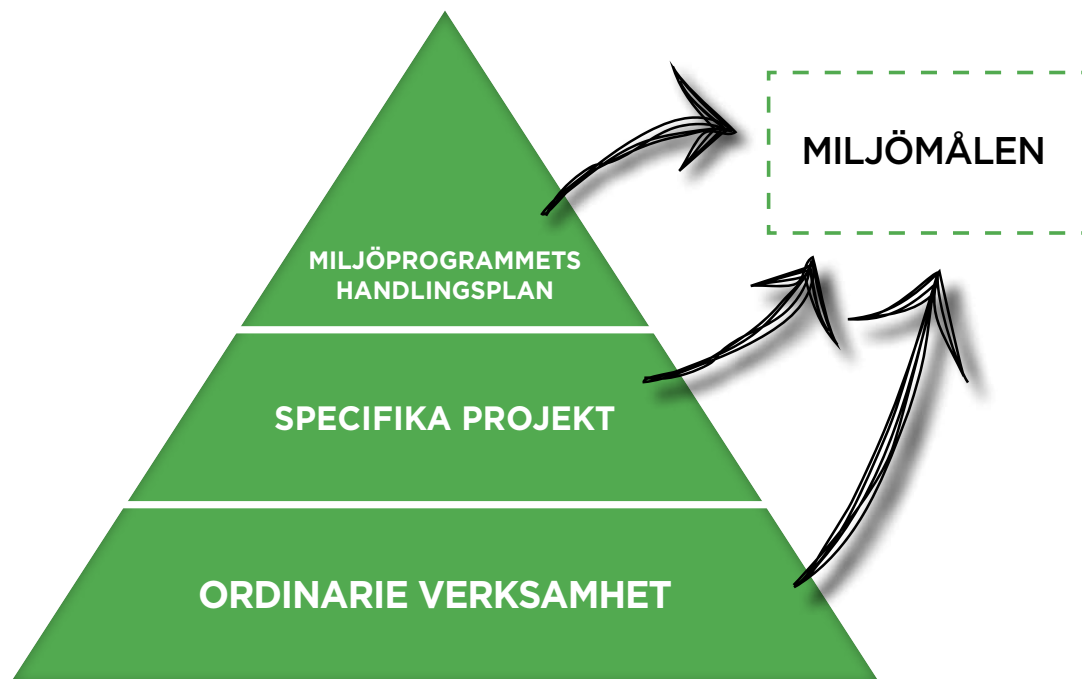 MILJÖMÅLEN
MILJÖPROGRAMMETS
HANDLINGSPLAN
SPECIFIKA PROJEKT
ORDINARIE VERKSAMHET